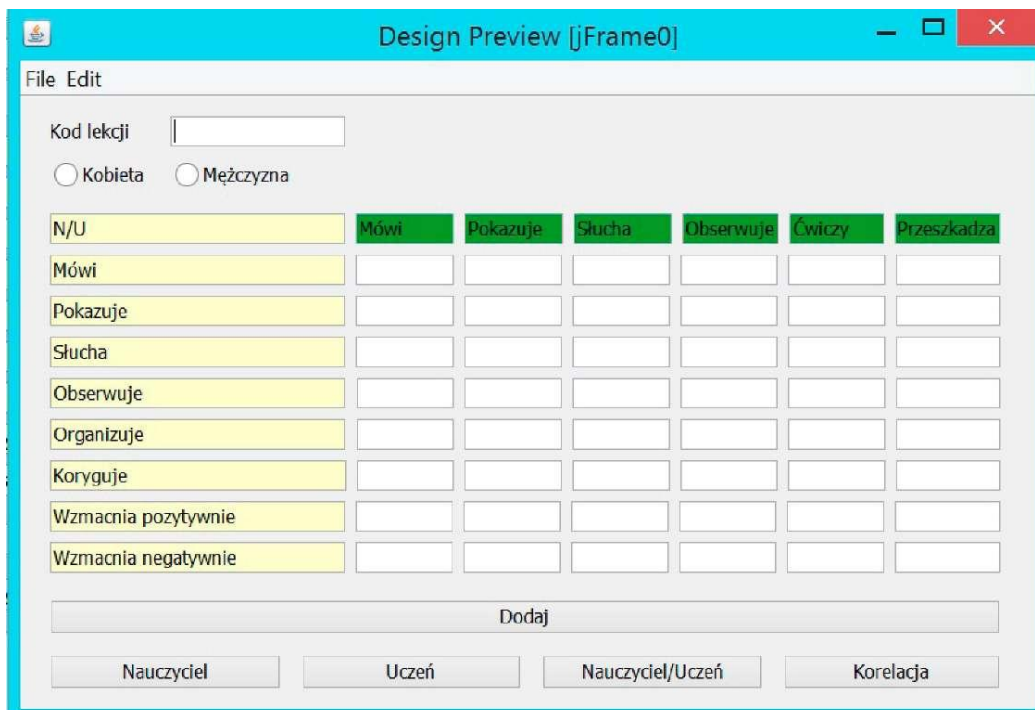 Design Preview [jFrame0]
File Edit
Kod lekcji
Kobieta Mężczyzna
N/U Mówi Pokazuje Słucha Obserwuje Ćwiczy Przeszkadza
Mówi
Pokazuje
Słucha
Obserwuje
Organizuje
Koryguje
Wzmacnia pozytywnie
Wzmacnia negatywnie
Dodaj
Nauczyciel Uczeń Nauczyciel/Uczeń Korelacja